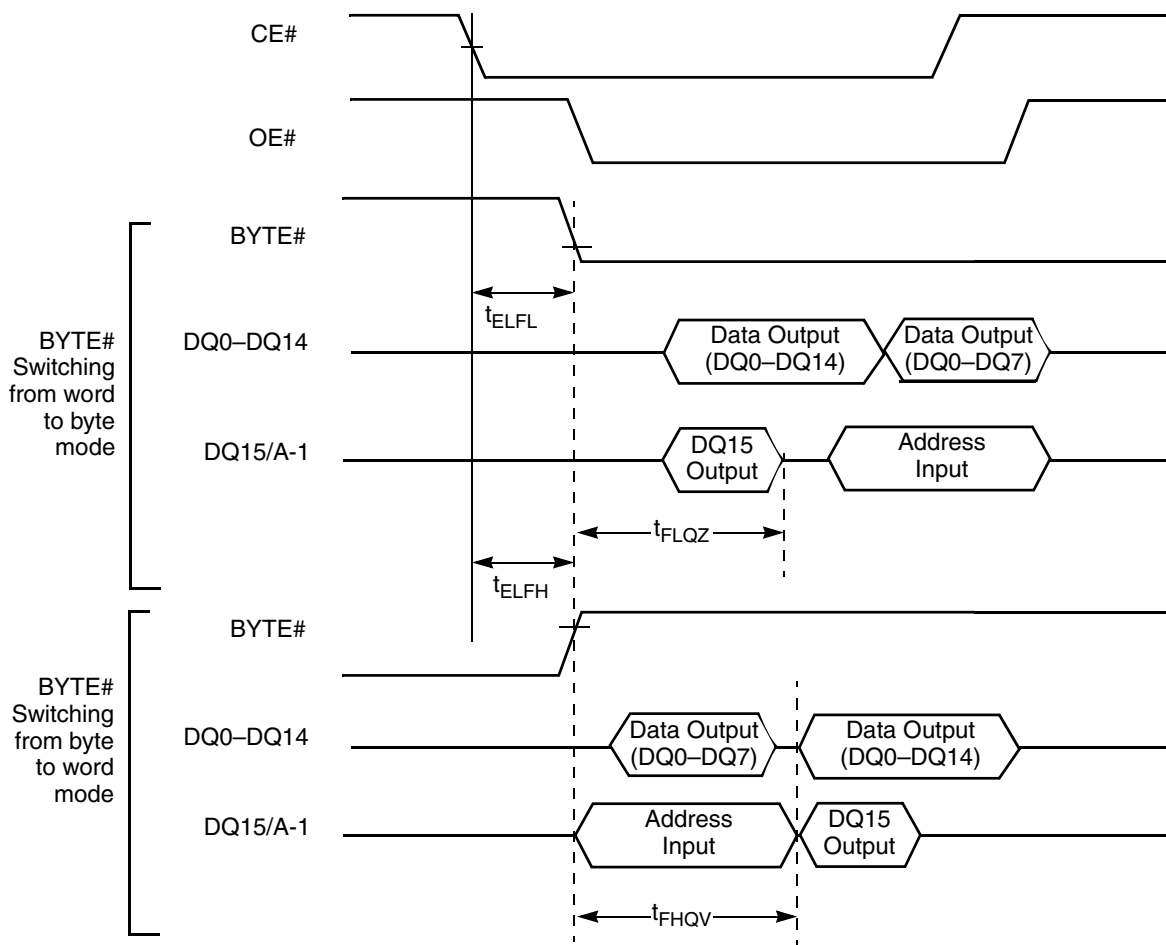 CE#
OE#
BYTE#
tELFL
BYTE#
Switching
from word
to byte
mode
DQ0–DQ14
Data Output
(DQ0–DQ14)
Data Output
(DQ0–DQ7)
DQ15/A-1
DQ15
Output
Address
Input
tFLQZ
tELFH
BYTE#
BYTE#
Switching
from byte
to word
mode
DQ0–DQ14
Data Output
(DQ0–DQ7)
Data Output
(DQ0–DQ14)
DQ15/A-1
Address
Input
DQ15
Output
tFHQV